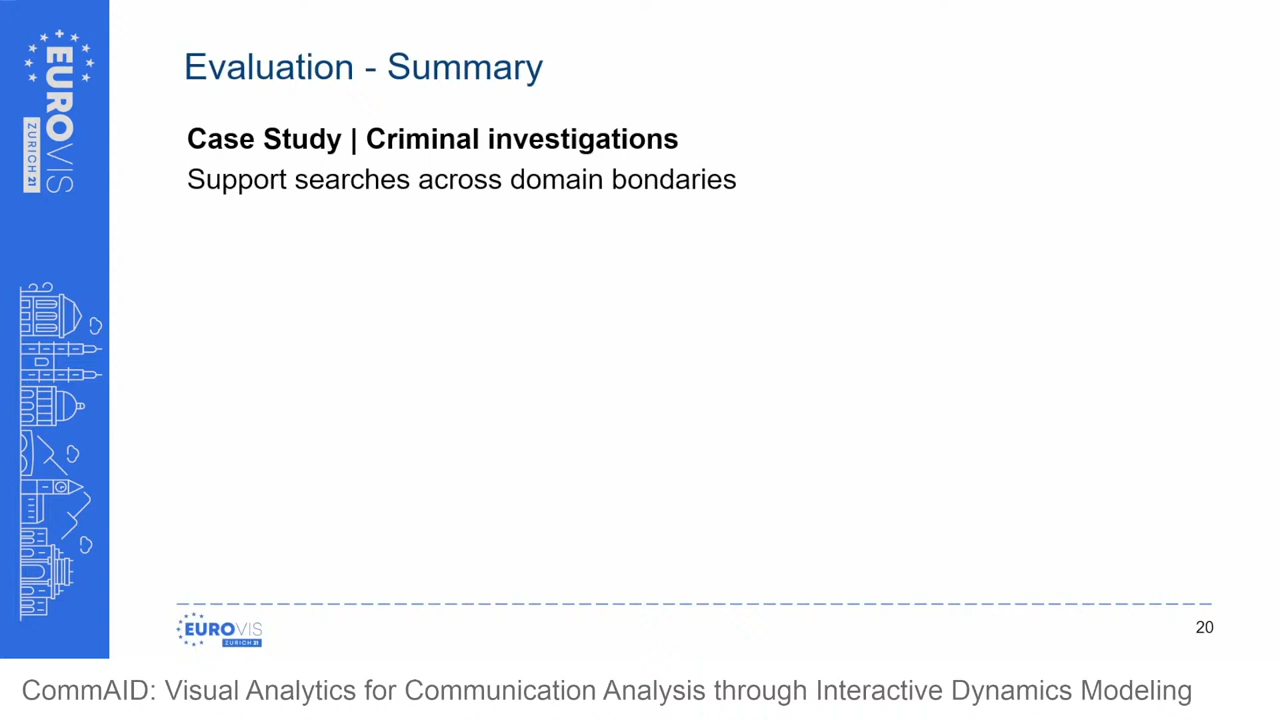 EUROVIS
ZURICH 21
Evaluation - Summary
Case Study | Criminal investigations
Support searches across domain bondaries
EUROVIS
ZURICH 21
20
CommAID: Visual Analytics for Communication Analysis through Interactive Dynamics Modeling